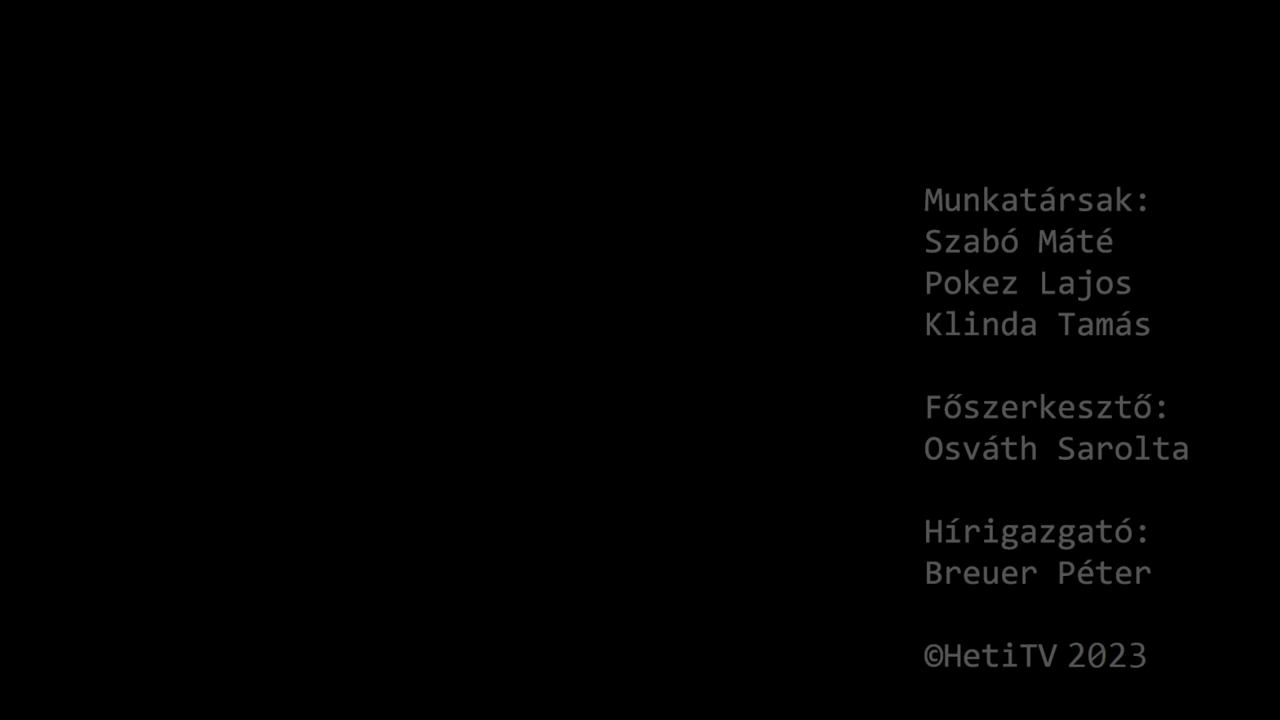 Munkatársak:
Szabó Máté
Pokez Lajos
Klinda Tamás
Főszerkesztő:
Osváth Sarolta
Hírigazgató:
Breuer Péter
©HetiTV 2023